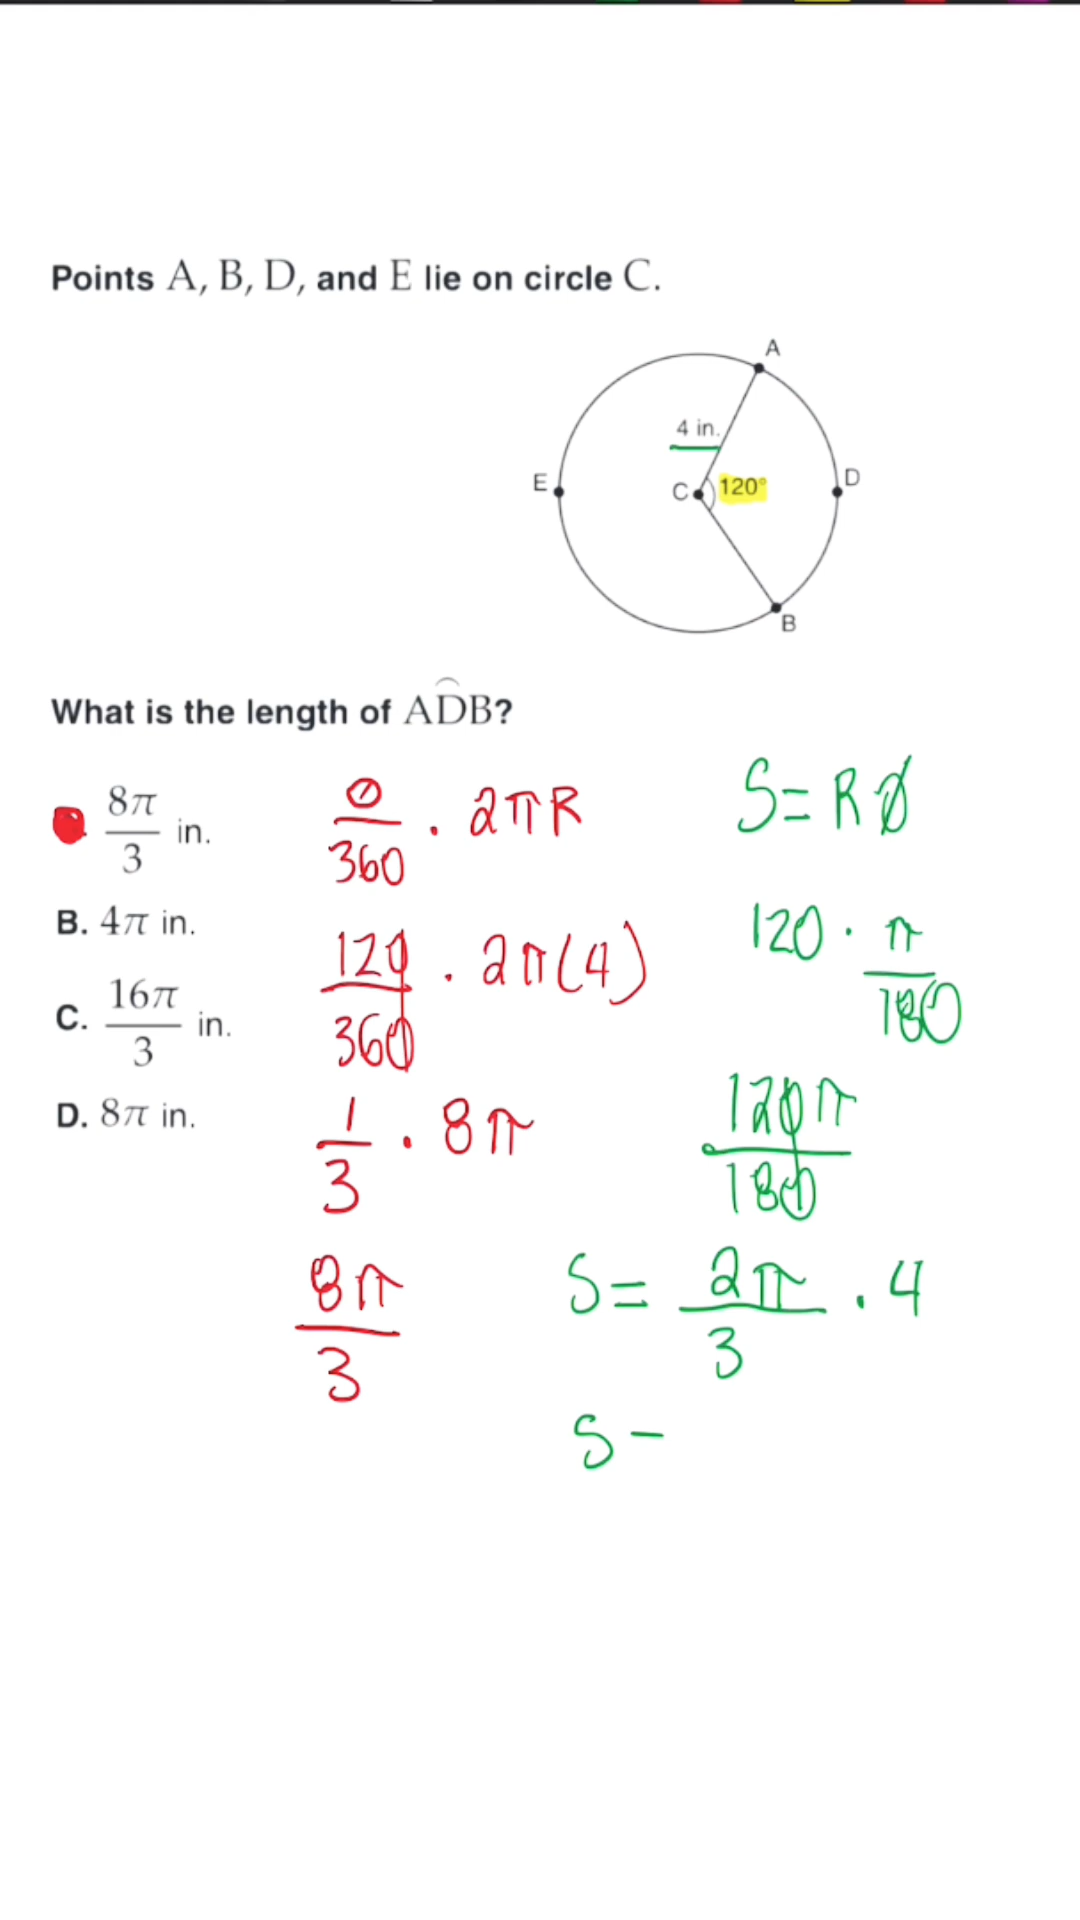 Points A, B, D, and E lie on circle C.
A
4 in.
E
C
120°
D
B
What is the length of ADB?
8π/3 in.
B. 4π in.
C. 16π/3 in.
D. 8π in.
θ/360 · 2πR
120/360 · 2π(4)
1/3 · 8π
8π/3
S = Rθ
120 · π/180
120π/180
S = 2π/3 · 4
S -